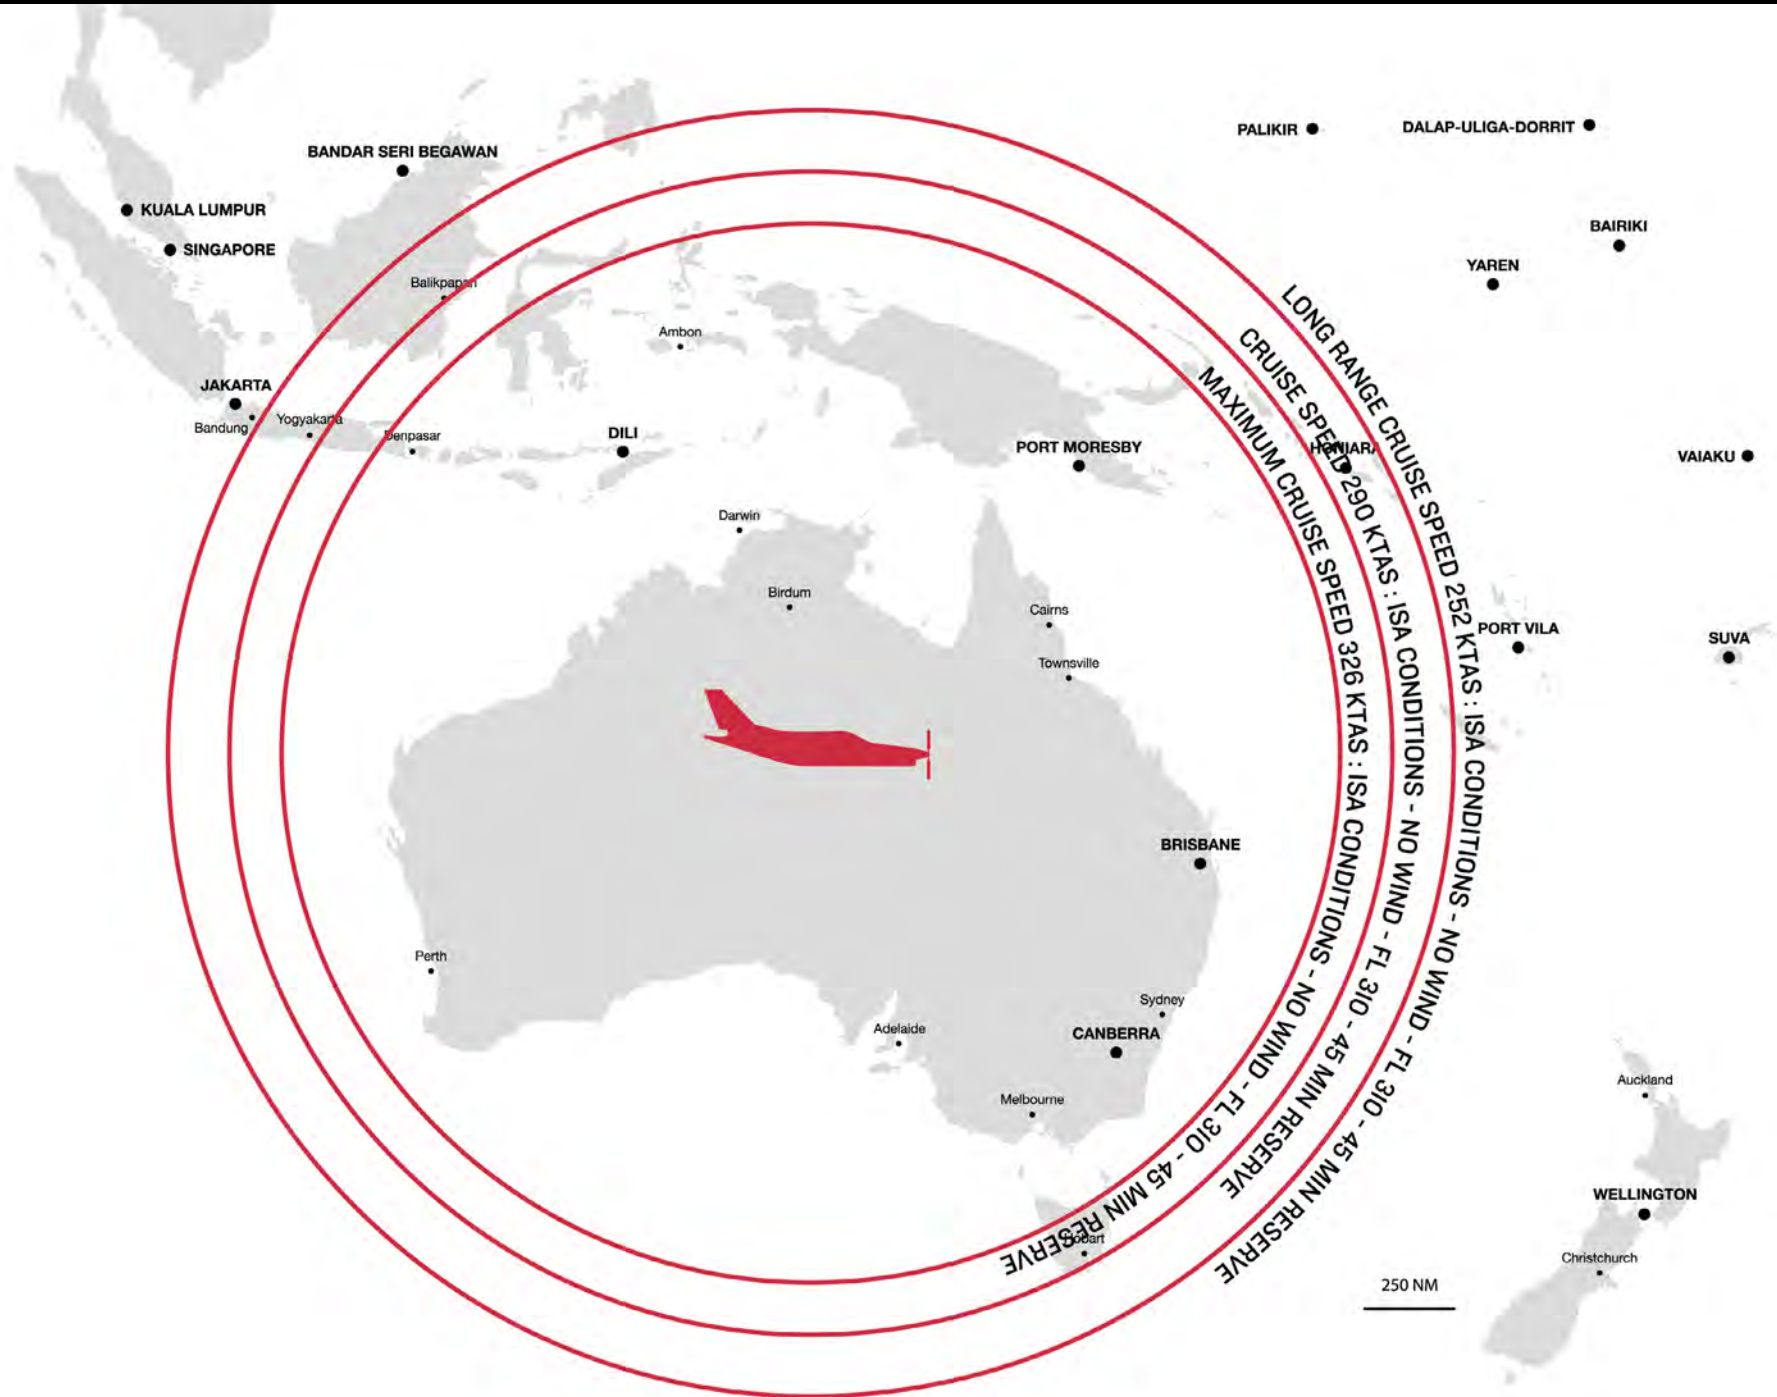 PALIKIR
DALAP-ULIGA-DORRIT
BANDAR SERI BEGAWAN
KUALA LUMPUR
SINGAPORE
BAIRIKI
YAREN
Balikpapan
Ambon
JAKARTA
Bandung
Yogyakarta
Denpasar
DILI
PORT MORESBY
HONIARA
VAIAKU
Darwin
Birdum
Cairns
Townsville
PORT VILA
SUVA
LONG RANGE CRUISE SPEED 252 KTAS : ISA CONDITIONS - NO WIND - FL 310 - 45 MIN RESERVE
CRUISE SPEED 290 KTAS : ISA CONDITIONS - NO WIND - FL 310 - 45 MIN RESERVE
MAXIMUM CRUISE SPEED 326 KTAS : ISA CONDITIONS - NO WIND - FL 310 - 45 MIN RESERVE
BRISBANE
Perth
Sydney
Adelaide
CANBERRA
Melbourne
Hobart
Auckland
WELLINGTON
Christchurch
250 NM